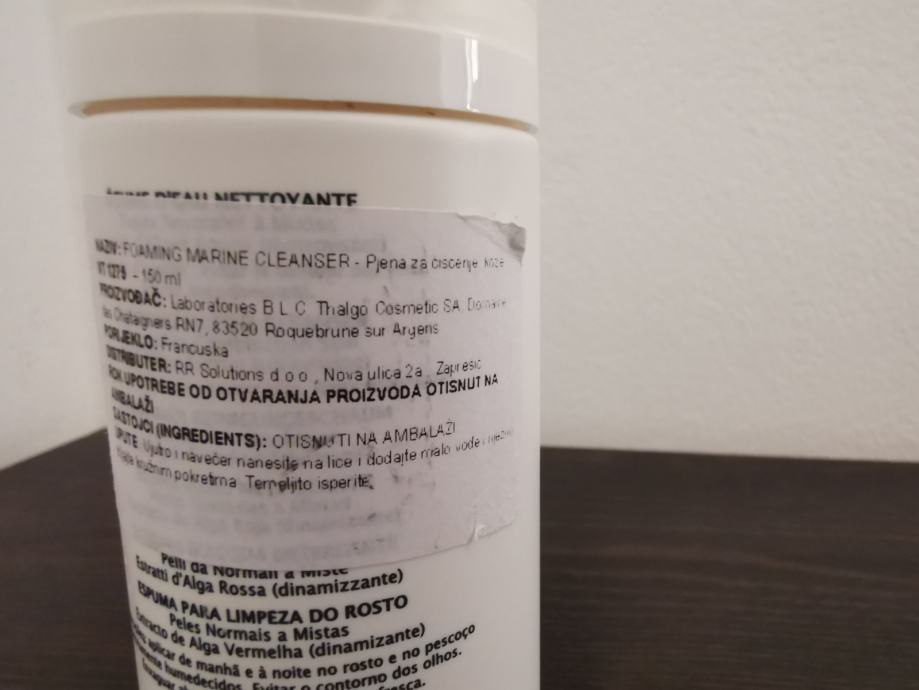 D'EAU NETTOYANTE
NAZIV: FOAMING MARINE CLEANSER - Pjena za čišćenje kože
VT 1275 - 150 ml
PROIZVOĐAČ: Laboratories B L C Thalgo Cosmetic SA, Domaine
des Chataigners RN7, 83520 Roquebrune sur Argens
PORIJEKLO: Francuska
DISTRIBUTER: RR Solutions d o o , Nova ulica 2a , Zaprešić
ROK UPOTREBE OD OTVARANJA PROIZVODA OTISNUT NA
AMBALAŽI
SASTOJCI (INGREDIENTS): OTISNUTI NA AMBALAŽI
UPUTE: Ujutro i navečer nanesite na lice i dodajte malo vode i nježno
kružnim pokretima Temeljito isperite.
Pelli da Normali a Miste
Estratti d'Alga Rossa (dinamizzante)
ESPUMA PARA LIMPEZA DO ROSTO
Peles Normais a Mistas
Extracto de Alga Vermelha (dinamizante)
aplicar de manhã e à noite no rosto e no pescoço
humedecidos. Evitar o contorno dos olhos.
Enxaguar fresca.